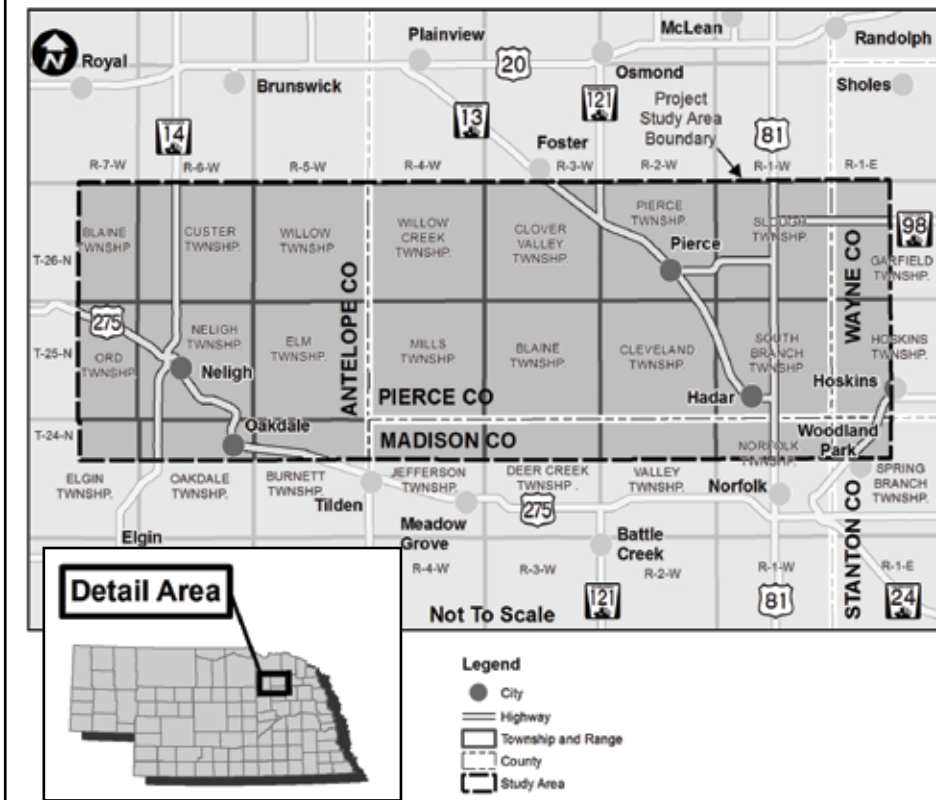 McLean
Plainview
Randolph
N
Royal
20
Osmond
Brunswick
Sholes
121
Project
Study Area
Boundary
13
14
81
Foster
R-7-W
R-6-W
R-5-W
R-4-W
R-3-W
R-2-W
R-1-W
R-1-E
BLAINE
TWNSHP.
CUSTER
TWNSHP.
WILLOW
TWNSHP.
WILLOW
CREEK
TWNSHP.
CLOVER
VALLEY
TWNSHP.
PIERCE
TWNSHP.
SLOUGH
TWNSHP.
98
Pierce
T-26-N
GARFIELD
TWNSHP.
ANTELOPE CO
WAYNE CO
275
NELIGH
TWNSHP.
ELM
TWNSHP.
MILLS
TWNSHP.
BLAINE
TWNSHP.
CLEVELAND
TWNSHP.
SOUTH
BRANCH
TWNSHP.
HOSKINS
TWNSHP.
T-25-N
ORD
TWNSHP.
Neligh
Hoskins
PIERCE CO
Hadar
Oakdale
MADISON CO
Woodland
Park
T-24-N
NORFOLK
TWNSHP.
ELGIN
TWNSHP.
OAKDALE
TWNSHP.
BURNETT
TWNSHP.
JEFFERSON
TWNSHP.
DEER CREEK
TWNSHP.
VALLEY
TWNSHP.
SPRING
BRANCH
TWNSHP.
Tilden
Norfolk
275
Meadow
Grove
STANTON CO
Elgin
Battle
Creek
R-4-W
R-3-W
R-2-W
R-1-W
R-1-E
121
81
24
Not To Scale
Detail Area
Legend
City
Highway
Township and Range
County
Study Area